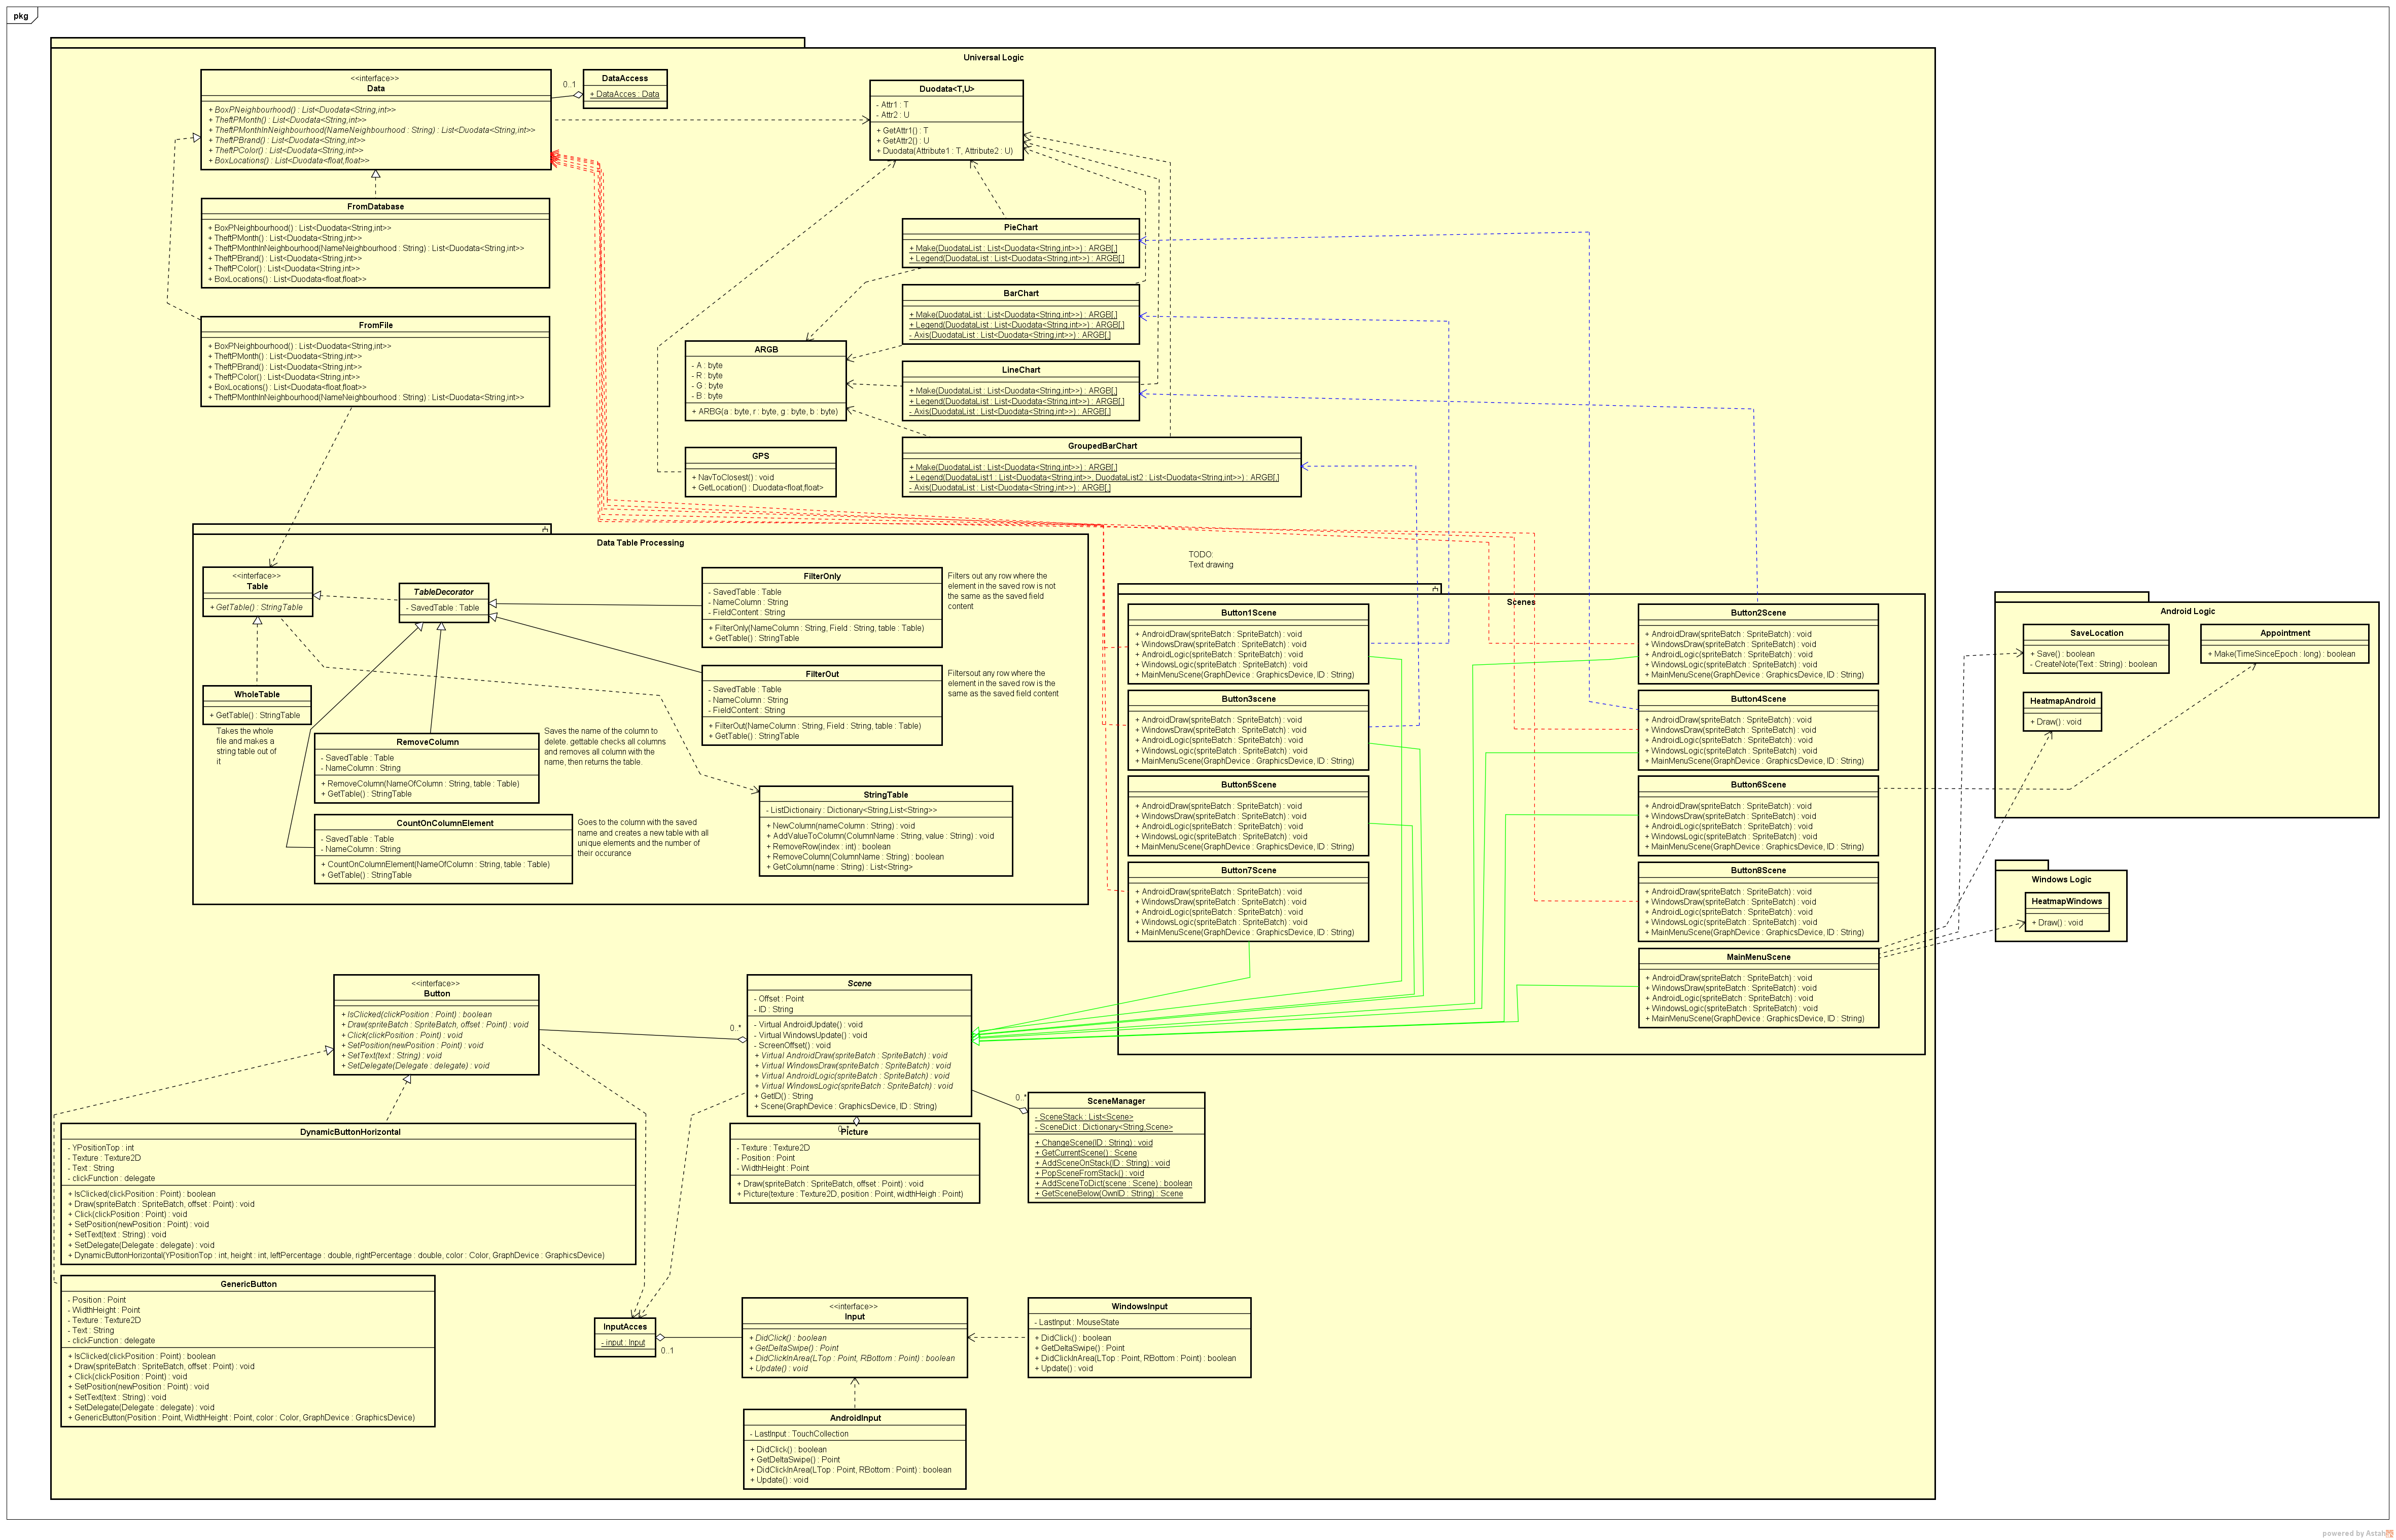 pkg
Universal Logic
<<interface>>
Data
+ BoxPNeighbourhood() : List<Duodata<String,int>>
+ TheftPMonth() : List<Duodata<String,int>>
+ TheftPMonthInNeighbourhood(NameNeighbourhood : String) : List<Duodata<String,int>>
+ TheftPBrand() : List<Duodata<String,int>>
+ TheftPColor() : List<Duodata<String,int>>
+ BoxLocations() : List<Duodata<float,float>>
0..1
DataAccess
+ DataAcces : Data
Duodata<T,U>
- Attr1 : T
- Attr2 : U
+ GetAttr1() : T
+ GetAttr2() : U
+ Duodata(Attribute1 : T, Attribute2 : U)
FromDatabase
+ BoxPNeighbourhood() : List<Duodata<String,int>>
+ TheftPMonth() : List<Duodata<String,int>>
+ TheftPMonthInNeighbourhood(NameNeighbourhood : String) : List<Duodata<String,int>>
+ TheftPBrand() : List<Duodata<String,int>>
+ TheftPColor() : List<Duodata<String,int>>
+ BoxLocations() : List<Duodata<float,float>>
FromFile
+ BoxPNeighbourhood() : List<Duodata<String,int>>
+ TheftPMonth() : List<Duodata<String,int>>
+ TheftPBrand() : List<Duodata<String,int>>
+ TheftPColor() : List<Duodata<String,int>>
+ BoxLocations() : List<Duodata<float,float>>
+ TheftPMonthInNeighbourhood(NameNeighbourhood : String) : List<Duodata<String,int>>
PieChart
+ Make(DuodataList : List<Duodata<String,int>>) : ARGB[,]
+ Legend(DuodataList : List<Duodata<String,int>>) : ARGB[,]
BarChart
+ Make(DuodataList : List<Duodata<String,int>>) : ARGB[,]
+ Legend(DuodataList : List<Duodata<String,int>>) : ARGB[,]
- Axis(DuodataList : List<Duodata<String,int>>) : ARGB[,]
ARGB
- A : byte
- R : byte
- G : byte
- B : byte
+ ARBG(a : byte, r : byte, g : byte, b : byte)
LineChart
+ Make(DuodataList : List<Duodata<String,int>>) : ARGB[,]
+ Legend(DuodataList : List<Duodata<String,int>>) : ARGB[,]
- Axis(DuodataList : List<Duodata<String,int>>) : ARGB[,]
GPS
+ NavToClosest() : void
+ GetLocation() : Duodata<float,float>
GroupedBarChart
+ Make(DuodataList : List<Duodata<String,int>>) : ARGB[,]
+ Legend(DuodataList1 : List<Duodata<String,int>>, DuodataList2 : List<Duodata<String,int>>) : ARGB[,]
- Axis(DuodataList : List<Duodata<String,int>>) : ARGB[,]
Data Table Processing
<<interface>>
Table
+ GetTable() : StringTable
TableDecorator
- SavedTable : Table
FilterOnly
- SavedTable : Table
- NameColumn : String
- FieldContent : String
+ FilterOnly(NameColumn : String, Field : String, table : Table)
+ GetTable() : StringTable
Filters out any row where the
element in the saved row is not
the same as the saved field
content
FilterOut
- SavedTable : Table
- NameColumn : String
- FieldContent : String
+ FilterOut(NameColumn : String, Field : String, table : Table)
+ GetTable() : StringTable
Filtersout any row where the
element in the saved row is the
same as the saved field content
WholeTable
+ GetTable() : StringTable
Takes the whole
file and makes a
string table out of
it
RemoveColumn
- SavedTable : Table
- NameColumn : String
+ RemoveColumn(NameOfColumn : String, table : Table)
+ GetTable() : StringTable
Saves the name of the column to
delete. gettable checks all columns
and removes all column with the
name, then returns the table.
CountOnColumnElement
- SavedTable : Table
- NameColumn : String
+ CountOnColumnElement(NameOfColumn : String, table : Table)
+ GetTable() : StringTable
Goes to the column with the saved
name and creates a new table with all
unique elements and the number of
their occurance
StringTable
- ListDictionairy : Dictionary<String,List<String>>
+ NewColumn(nameColumn : String) : void
+ AddValueToColumn(ColumnName : String, value : String) : void
+ RemoveRow(index : int) : boolean
+ RemoveColumn(ColumnName : String) : boolean
+ GetColumn(name : String) : List<String>
TODO:
Text drawing
Scenes
Button1Scene
+ AndroidDraw(spriteBatch : SpriteBatch) : void
+ WindowsDraw(spriteBatch : SpriteBatch) : void
+ AndroidLogic(spriteBatch : SpriteBatch) : void
+ WindowsLogic(spriteBatch : SpriteBatch) : void
+ MainMenuScene(GraphDevice : GraphicsDevice, ID : String)
Button2Scene
+ AndroidDraw(spriteBatch : SpriteBatch) : void
+ WindowsDraw(spriteBatch : SpriteBatch) : void
+ AndroidLogic(spriteBatch : SpriteBatch) : void
+ WindowsLogic(spriteBatch : SpriteBatch) : void
+ MainMenuScene(GraphDevice : GraphicsDevice, ID : String)
Button3scene
+ AndroidDraw(spriteBatch : SpriteBatch) : void
+ WindowsDraw(spriteBatch : SpriteBatch) : void
+ AndroidLogic(spriteBatch : SpriteBatch) : void
+ WindowsLogic(spriteBatch : SpriteBatch) : void
+ MainMenuScene(GraphDevice : GraphicsDevice, ID : String)
Button4Scene
+ AndroidDraw(spriteBatch : SpriteBatch) : void
+ WindowsDraw(spriteBatch : SpriteBatch) : void
+ AndroidLogic(spriteBatch : SpriteBatch) : void
+ WindowsLogic(spriteBatch : SpriteBatch) : void
+ MainMenuScene(GraphDevice : GraphicsDevice, ID : String)
Button5Scene
+ AndroidDraw(spriteBatch : SpriteBatch) : void
+ WindowsDraw(spriteBatch : SpriteBatch) : void
+ AndroidLogic(spriteBatch : SpriteBatch) : void
+ WindowsLogic(spriteBatch : SpriteBatch) : void
+ MainMenuScene(GraphDevice : GraphicsDevice, ID : String)
Button6Scene
+ AndroidDraw(spriteBatch : SpriteBatch) : void
+ WindowsDraw(spriteBatch : SpriteBatch) : void
+ AndroidLogic(spriteBatch : SpriteBatch) : void
+ WindowsLogic(spriteBatch : SpriteBatch) : void
+ MainMenuScene(GraphDevice : GraphicsDevice, ID : String)
Button7Scene
+ AndroidDraw(spriteBatch : SpriteBatch) : void
+ WindowsDraw(spriteBatch : SpriteBatch) : void
+ AndroidLogic(spriteBatch : SpriteBatch) : void
+ WindowsLogic(spriteBatch : SpriteBatch) : void
+ MainMenuScene(GraphDevice : GraphicsDevice, ID : String)
Button8Scene
+ AndroidDraw(spriteBatch : SpriteBatch) : void
+ WindowsDraw(spriteBatch : SpriteBatch) : void
+ AndroidLogic(spriteBatch : SpriteBatch) : void
+ WindowsLogic(spriteBatch : SpriteBatch) : void
+ MainMenuScene(GraphDevice : GraphicsDevice, ID : String)
MainMenuScene
+ AndroidDraw(spriteBatch : SpriteBatch) : void
+ WindowsDraw(spriteBatch : SpriteBatch) : void
+ AndroidLogic(spriteBatch : SpriteBatch) : void
+ WindowsLogic(spriteBatch : SpriteBatch) : void
+ MainMenuScene(GraphDevice : GraphicsDevice, ID : String)
Android Logic
SaveLocation
+ Save() : boolean
- CreateNote(Text : String) : boolean
Appointment
+ Make(TimeSinceEpoch : long) : boolean
HeatmapAndroid
+ Draw() : void
Windows Logic
HeatmapWindows
+ Draw() : void
<<interface>>
Button
+ IsClicked(clickPosition : Point) : boolean
+ Draw(spriteBatch : SpriteBatch, offset : Point) : void
+ Click(clickPosition : Point) : void
+ SetPosition(newPosition : Point) : void
+ SetText(text : String) : void
+ SetDelegate(Delegate : delegate) : void
0..*
Scene
- Offset : Point
- ID : String
- Virtual AndroidUpdate() : void
- Virtual WindowsUpdate() : void
- ScreenOffset() : void
+ Virtual AndroidDraw(spriteBatch : SpriteBatch) : void
+ Virtual WindowsDraw(spriteBatch : SpriteBatch) : void
+ Virtual AndroidLogic(spriteBatch : SpriteBatch) : void
+ Virtual WindowsLogic(spriteBatch : SpriteBatch) : void
+ GetID() : String
+ Scene(GraphDevice : GraphicsDevice, ID : String)
0..*
SceneManager
- SceneStack : List<Scene>
- SceneDict : Dictionary<String,Scene>
+ ChangeScene(ID : String) : void
+ GetCurrentScene() : Scene
+ AddSceneOnStack(ID : String) : void
+ PopSceneFromStack() : void
+ AddSceneToDict(scene : Scene) : boolean
+ GetSceneBelow(OwnID : String) : Scene
0..*
Picture
- Texture : Texture2D
- Position : Point
- WidthHeight : Point
+ Draw(spriteBatch : SpriteBatch, offset : Point) : void
+ Picture(texture : Texture2D, position : Point, widthHeigh : Point)
DynamicButtonHorizontal
- YPositionTop : int
- Texture : Texture2D
- Text : String
- clickFunction : delegate
+ IsClicked(clickPosition : Point) : boolean
+ Draw(spriteBatch : SpriteBatch, offset : Point) : void
+ Click(clickPosition : Point) : void
+ SetPosition(newPosition : Point) : void
+ SetText(text : String) : void
+ SetDelegate(Delegate : delegate) : void
+ DynamicButtonHorizontal(YPositionTop : int, height : int, leftPercentage : double, rightPercentage : double, color : Color, GraphDevice : GraphicsDevice)
GenericButton
- Position : Point
- WidthHeight : Point
- Texture : Texture2D
- Text : String
- clickFunction : delegate
+ IsClicked(clickPosition : Point) : boolean
+ Draw(spriteBatch : SpriteBatch, offset : Point) : void
+ Click(clickPosition : Point) : void
+ SetPosition(newPosition : Point) : void
+ SetText(text : String) : void
+ SetDelegate(Delegate : delegate) : void
+ GenericButton(Position : Point, WidthHeight : Point, color : Color, GraphDevice : GraphicsDevice)
InputAcces
- input : Input
0..1
<<interface>>
Input
+ DidClick() : boolean
+ GetDeltaSwipe() : Point
+ DidClickInArea(LTop : Point, RBottom : Point) : boolean
+ Update() : void
WindowsInput
- LastInput : MouseState
+ DidClick() : boolean
+ GetDeltaSwipe() : Point
+ DidClickInArea(LTop : Point, RBottom : Point) : boolean
+ Update() : void
AndroidInput
- LastInput : TouchCollection
+ DidClick() : boolean
+ GetDeltaSwipe() : Point
+ DidClickInArea(LTop : Point, RBottom : Point) : boolean
+ Update() : void
powered by Astah